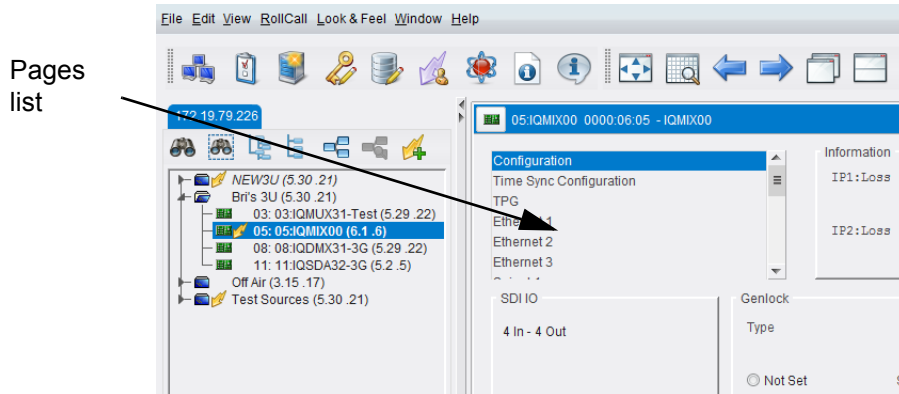 File Edit View RollCall Look & Feel Window Help
Pages
list
172.19.79.226
NEW3U (5.30 .21)
Bri's 3U (5.30 .21)
03: 03:IQMUX31-Test (5.29 .22)
05: 05:IQMIX00 (6.1 .6)
08: 08:IQDMX31-3G (5.29 .22)
11: 11:IQSDA32-3G (5.2 .5)
Off Air (3.15 .17)
Test Sources (5.30 .21)
05:IQMIX00 0000:06:05 - IQMIX00
Configuration
Time Sync Configuration
TPG
Ethernet 1
Ethernet 2
Ethernet 3
Information
IP1:Loss
IP2:Loss
SDI IO
4 In - 4 Out
Genlock
Type
Not Set